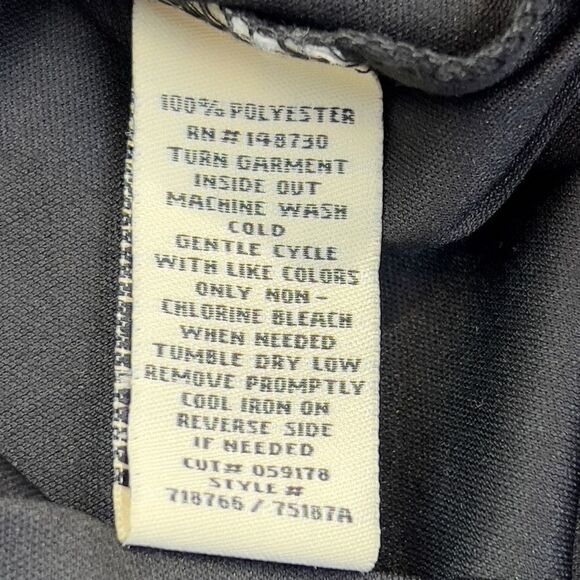 100% POLYESTER
RN # 148730
TURN GARMENT
INSIDE OUT
MACHINE WASH
COLD
GENTLE CYCLE
WITH LIKE COLORS
ONLY NON-
CHLORINE BLEACH
WHEN NEEDED
TUMBLE DRY LOW
REMOVE PROMPTLY
COOL IRON ON
REVERSE SIDE
IF NEEDED
CUT# 059178
STYLE #
718766 / 75187A